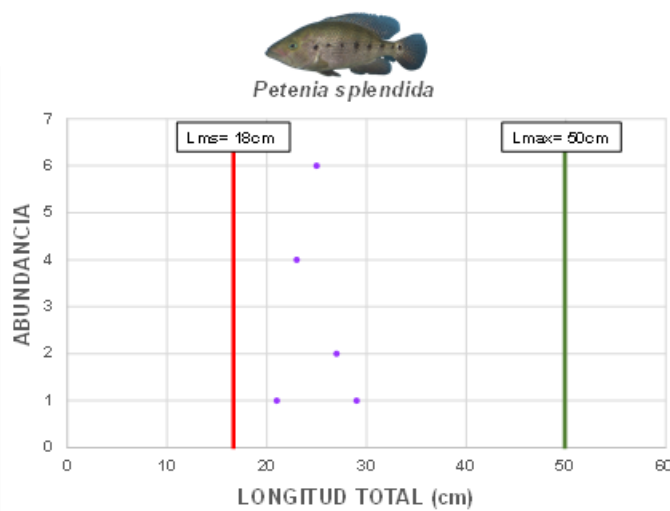 Petenia splendida
7
Lms= 18cm
Lmax= 50cm
6
5
4
3
2
1
0
ABUNDANCIA
0 10 20 30 40 50 60
LONGITUD TOTAL (cm)